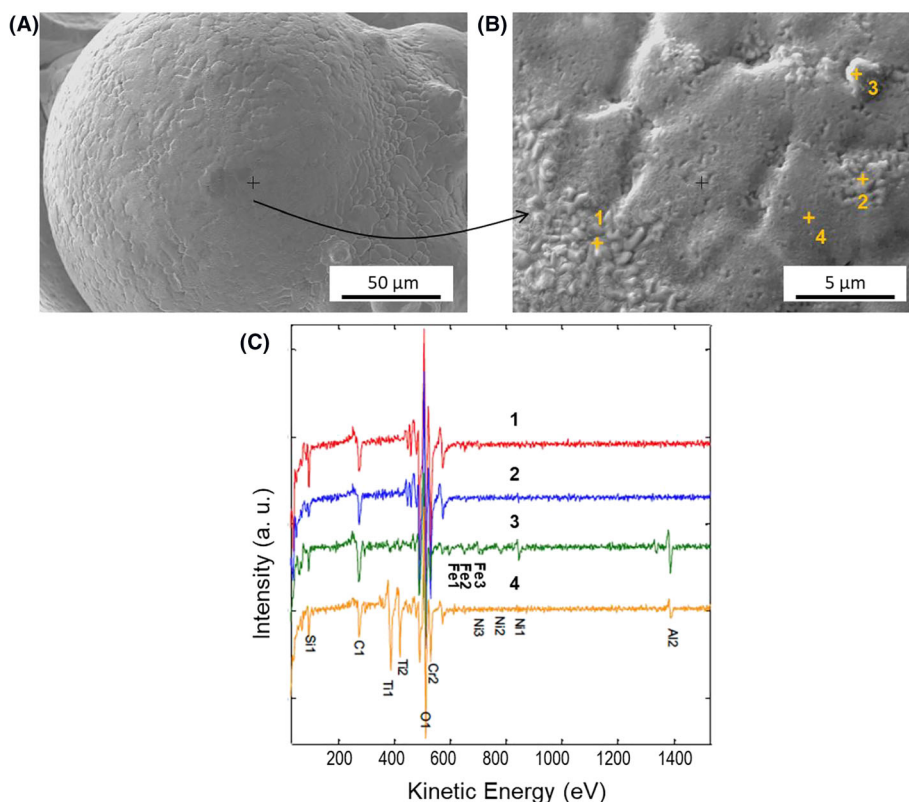 (A)
50 µm
(B)
3
2
1
4
5 µm
(C)
1
2
3
Fe1
Fe2
Fe3
4
Ni3
Ni2
Ni1
Al2
Si1
C1
Ti1
Ti2
Cr2
O1
Intensity (a. u.)
200 400 600 800 1000 1200 1400
Kinetic Energy (eV)